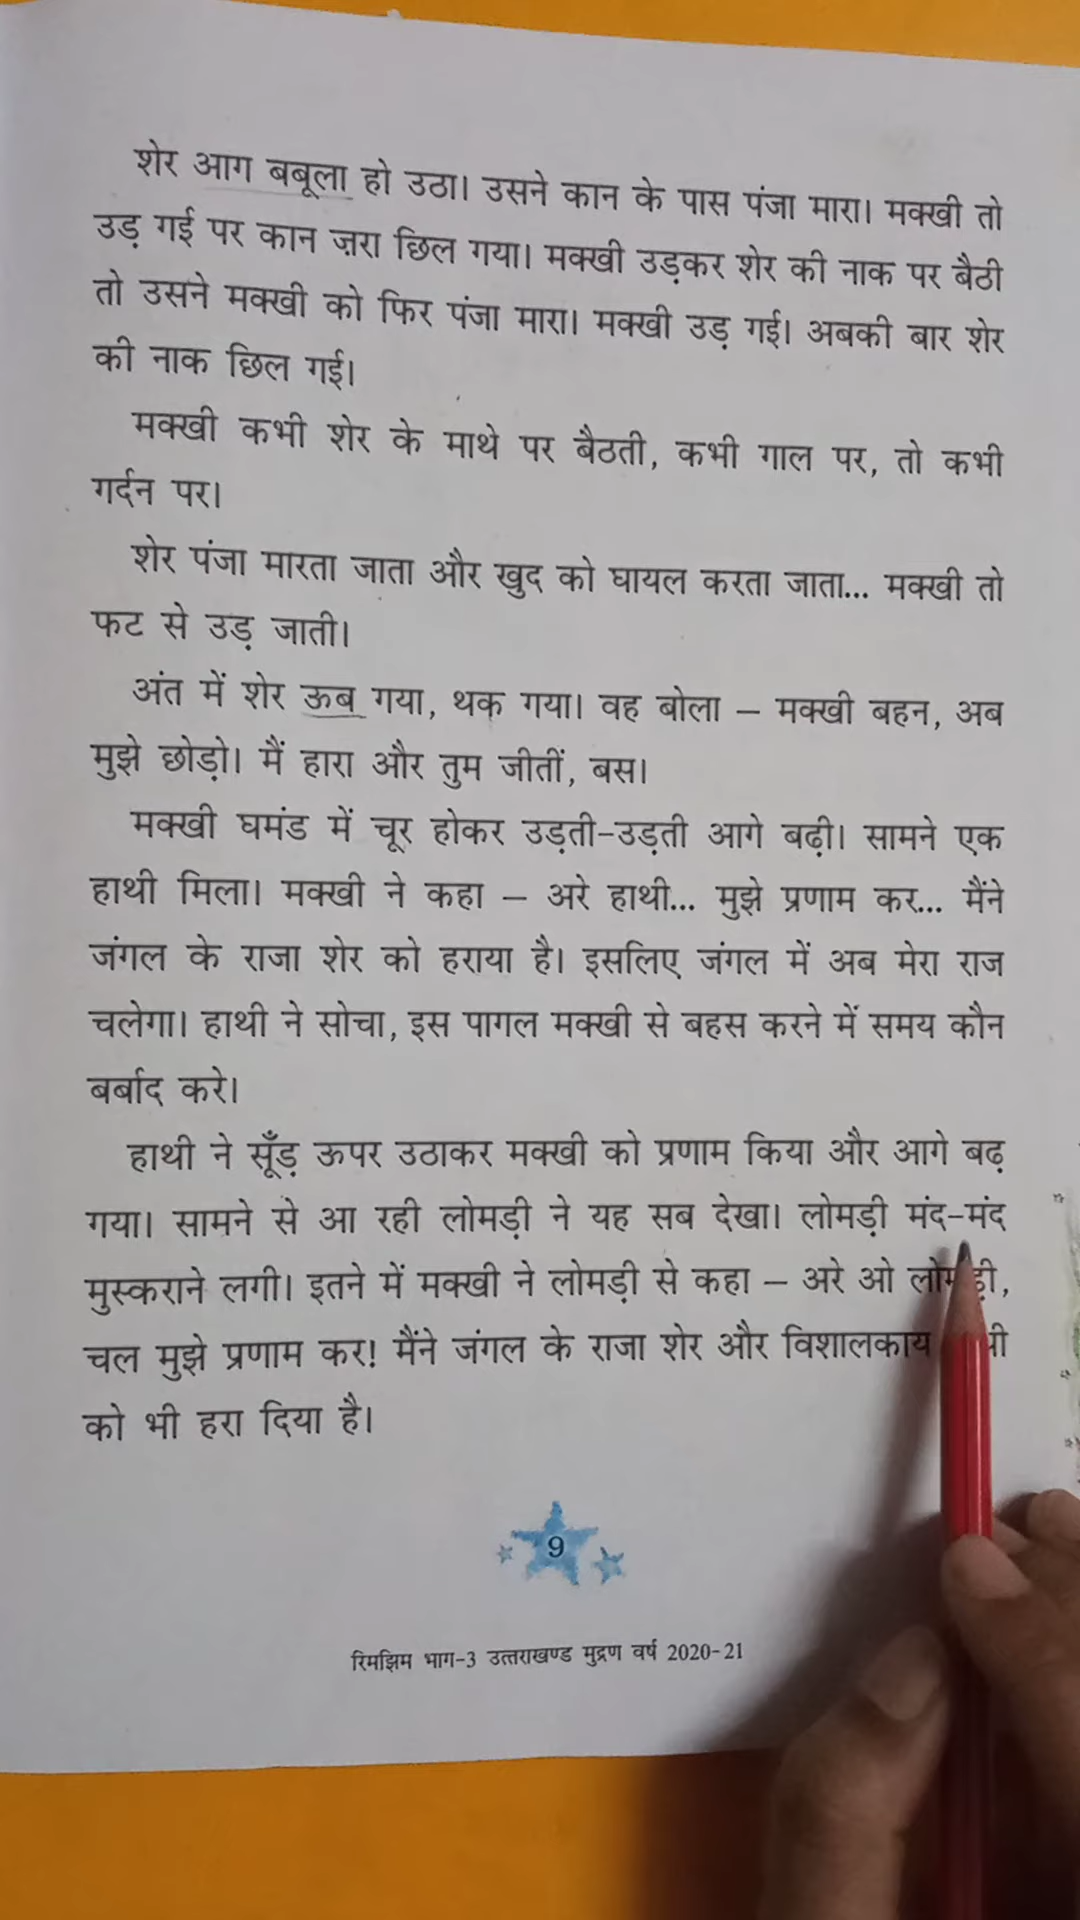 शेर आग बबूला हो उठा। उसने कान के पास पंजा मारा। मक्खी तो
उड़ गई पर कान ज़रा छिल गया। मक्खी उड़कर शेर की नाक पर बैठी
तो उसने मक्खी को फिर पंजा मारा। मक्खी उड़ गई। अबकी बार शेर
की नाक छिल गई।
मक्खी कभी शेर के माथे पर बैठती, कभी गाल पर, तो कभी
गर्दन पर।
शेर पंजा मारता जाता और खुद को घायल करता जाता... मक्खी तो
फट से उड़ जाती।
अंत में शेर ऊब गया, थक गया। वह बोला – मक्खी बहन, अब
मुझे छोड़ो। मैं हारा और तुम जीतीं, बस।
मक्खी घमंड में चूर होकर उड़ती-उड़ती आगे बढ़ी। सामने एक
हाथी मिला। मक्खी ने कहा – अरे हाथी... मुझे प्रणाम कर... मैंने
जंगल के राजा शेर को हराया है। इसलिए जंगल में अब मेरा राज
चलेगा। हाथी ने सोचा, इस पागल मक्खी से बहस करने में समय कौन
बर्बाद करे।
हाथी ने सूँड़ ऊपर उठाकर मक्खी को प्रणाम किया और आगे बढ़
गया। सामने से आ रही लोमड़ी ने यह सब देखा। लोमड़ी मंद-मंद
मुस्कराने लगी। इतने में मक्खी ने लोमड़ी से कहा – अरे ओ लोमड़ी,
चल मुझे प्रणाम कर! मैंने जंगल के राजा शेर और विशालकाय
को भी हरा दिया है।
9
रिमझिम भाग-3 उत्तराखण्ड मुद्रण वर्ष 2020-21